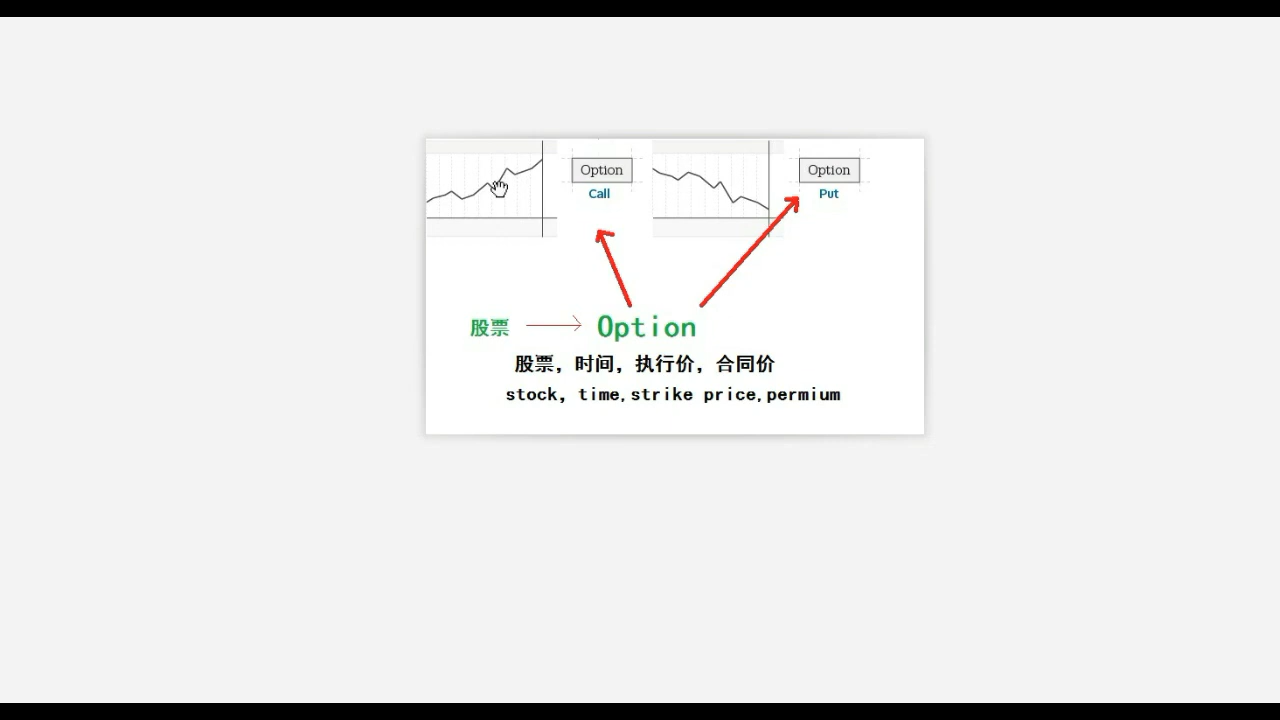 Option
Call
Option
Put
股票
Option
股票，时间，执行价，合同价
stock, time,strike price,permium